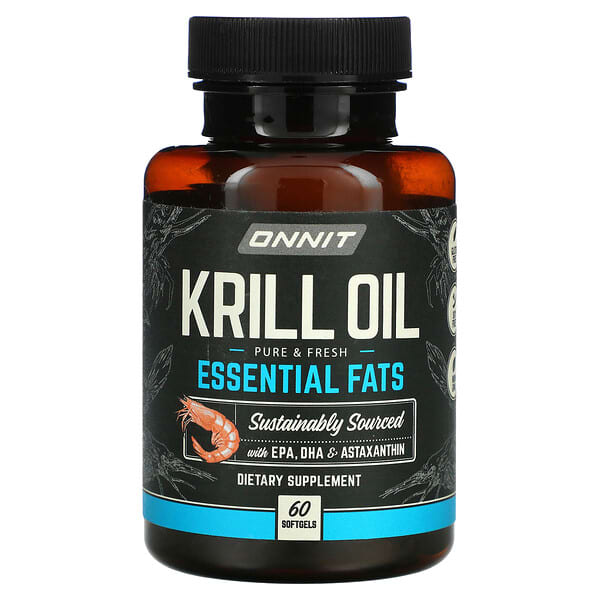 ONNIT
KRILL OIL
PURE & FRESH
ESSENTIAL FATS
Sustainably Sourced
with EPA, DHA & ASTAXANTHIN
DIETARY SUPPLEMENT
60
SOFTGELS